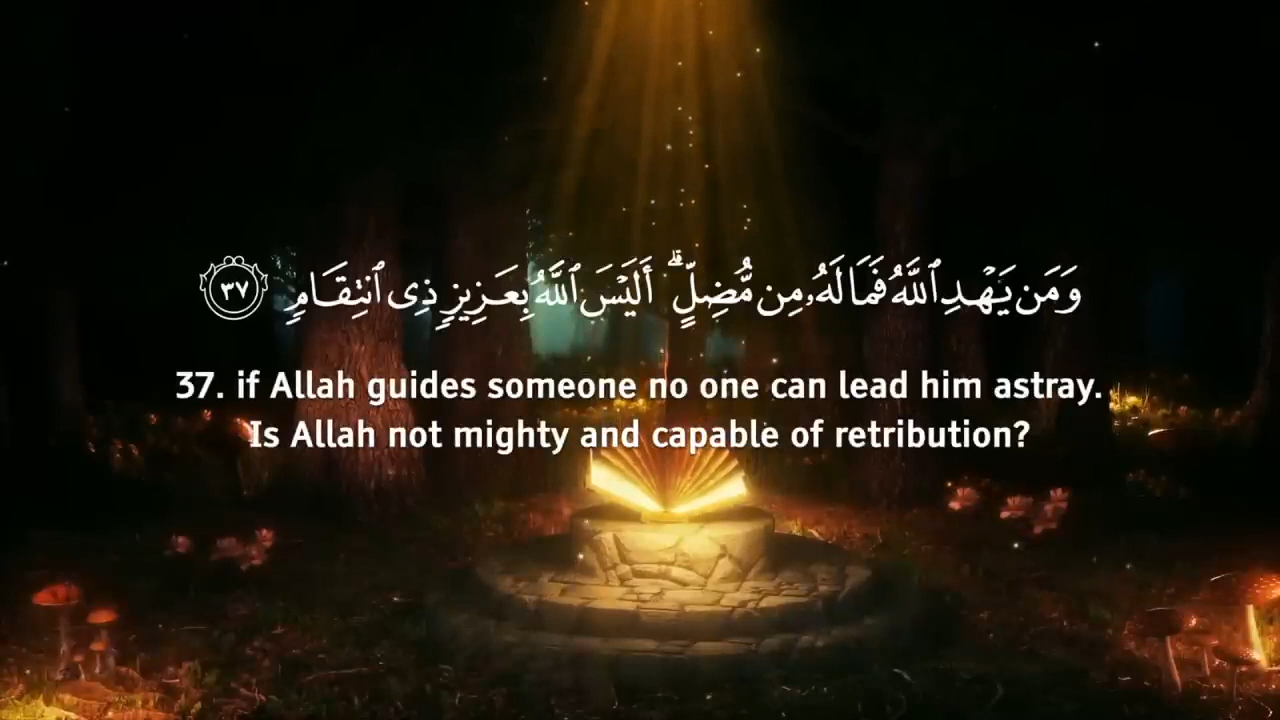 وَمَن يَهْدِ ٱللَّهُ فَمَا لَهُۥ مِن مُّضِلٍّ ۗ أَلَيْسَ ٱللَّهُ بِعَزِيزٍ ذِى ٱنتِقَامٍ ٣٧
37. if Allah guides someone no one can lead him astray.
Is Allah not mighty and capable of retribution?